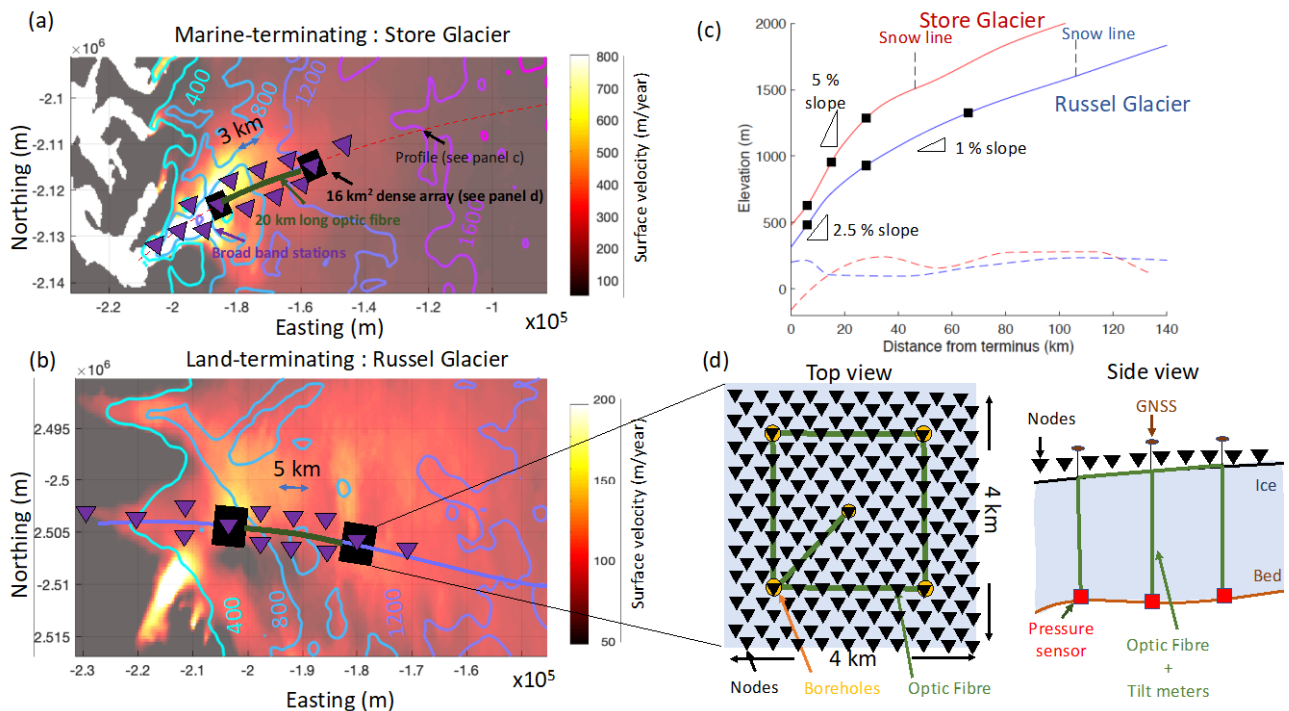 (a)
Marine-terminating : Store Glacier
×10⁶
-2.1
-2.11
-2.12
-2.13
-2.14
Northing (m)
400
800
1200
1600
3 km
Profile (see panel c)
16 km² dense array (see panel d)
20 km long optic fibre
Broad band stations
-2.2
-2
-1.8
-1.6
-1.4
-1.2
-1
Easting (m)
x10⁵
800
700
600
500
400
300
200
100
Surface velocity (m/year)
(b)
Land-terminating : Russel Glacier
×10⁶
2.495
-2.5
2.505
-2.51
2.515
Northing (m)
5 km
400
800
1200
-2.3
-2.2
-2.1
-2
-1.9
-1.8
-1.7
-1.6
Easting (m)
x10⁵
200
150
100
50
Surface velocity (m/year)
(c)
2000
1500
1000
500
0
Elevation (m)
Store Glacier
Snow line
Snow line
Russel Glacier
5 %
slope
1 % slope
2.5 % slope
0
20
40
60
80
100
120
140
Distance from terminus (km)
(d)
Top view
4 km
4 km
Nodes
Boreholes
Optic Fibre
Side view
GNSS
Nodes
Ice
Bed
Pressure
sensor
Optic Fibre
+
Tilt meters